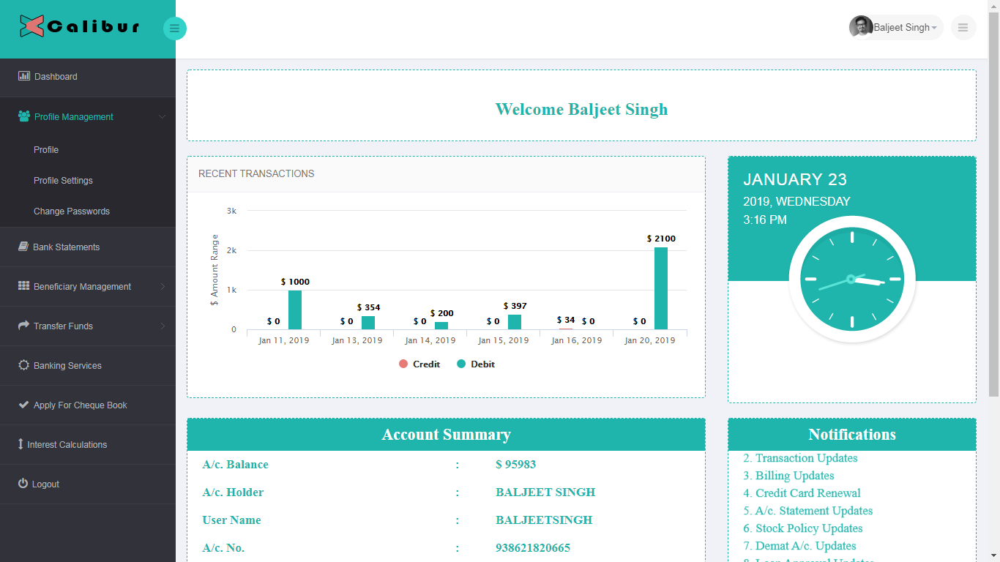 Calibur
Baljeet Singh
Dashboard
Profile Management
Profile
Profile Settings
Change Passwords
Bank Statements
Beneficiary Management
Transfer Funds
Banking Services
Apply For Cheque Book
Interest Calculations
Logout
Welcome Baljeet Singh
RECENT TRANSACTIONS
$ Amount Range
3k
2k
1k
0
$ 0 $ 1000
$ 0 $ 354
$ 0 $ 200
$ 0 $ 397
$ 34 $ 0
$ 0 $ 2100
Jan 11, 2019 Jan 13, 2019 Jan 14, 2019 Jan 15, 2019 Jan 16, 2019 Jan 20, 2019
Credit Debit
JANUARY 23
2019, WEDNESDAY
3:16 PM
Account Summary
A/c. Balance : $ 95983
A/c. Holder : BALJEET SINGH
User Name : BALJEETSINGH
A/c. No. : 938621820665
Notifications
2. Transaction Updates
3. Billing Updates
4. Credit Card Renewal
5. A/c. Statement Updates
6. Stock Policy Updates
7. Demat A/c. Updates
8. Loan Approval Updates